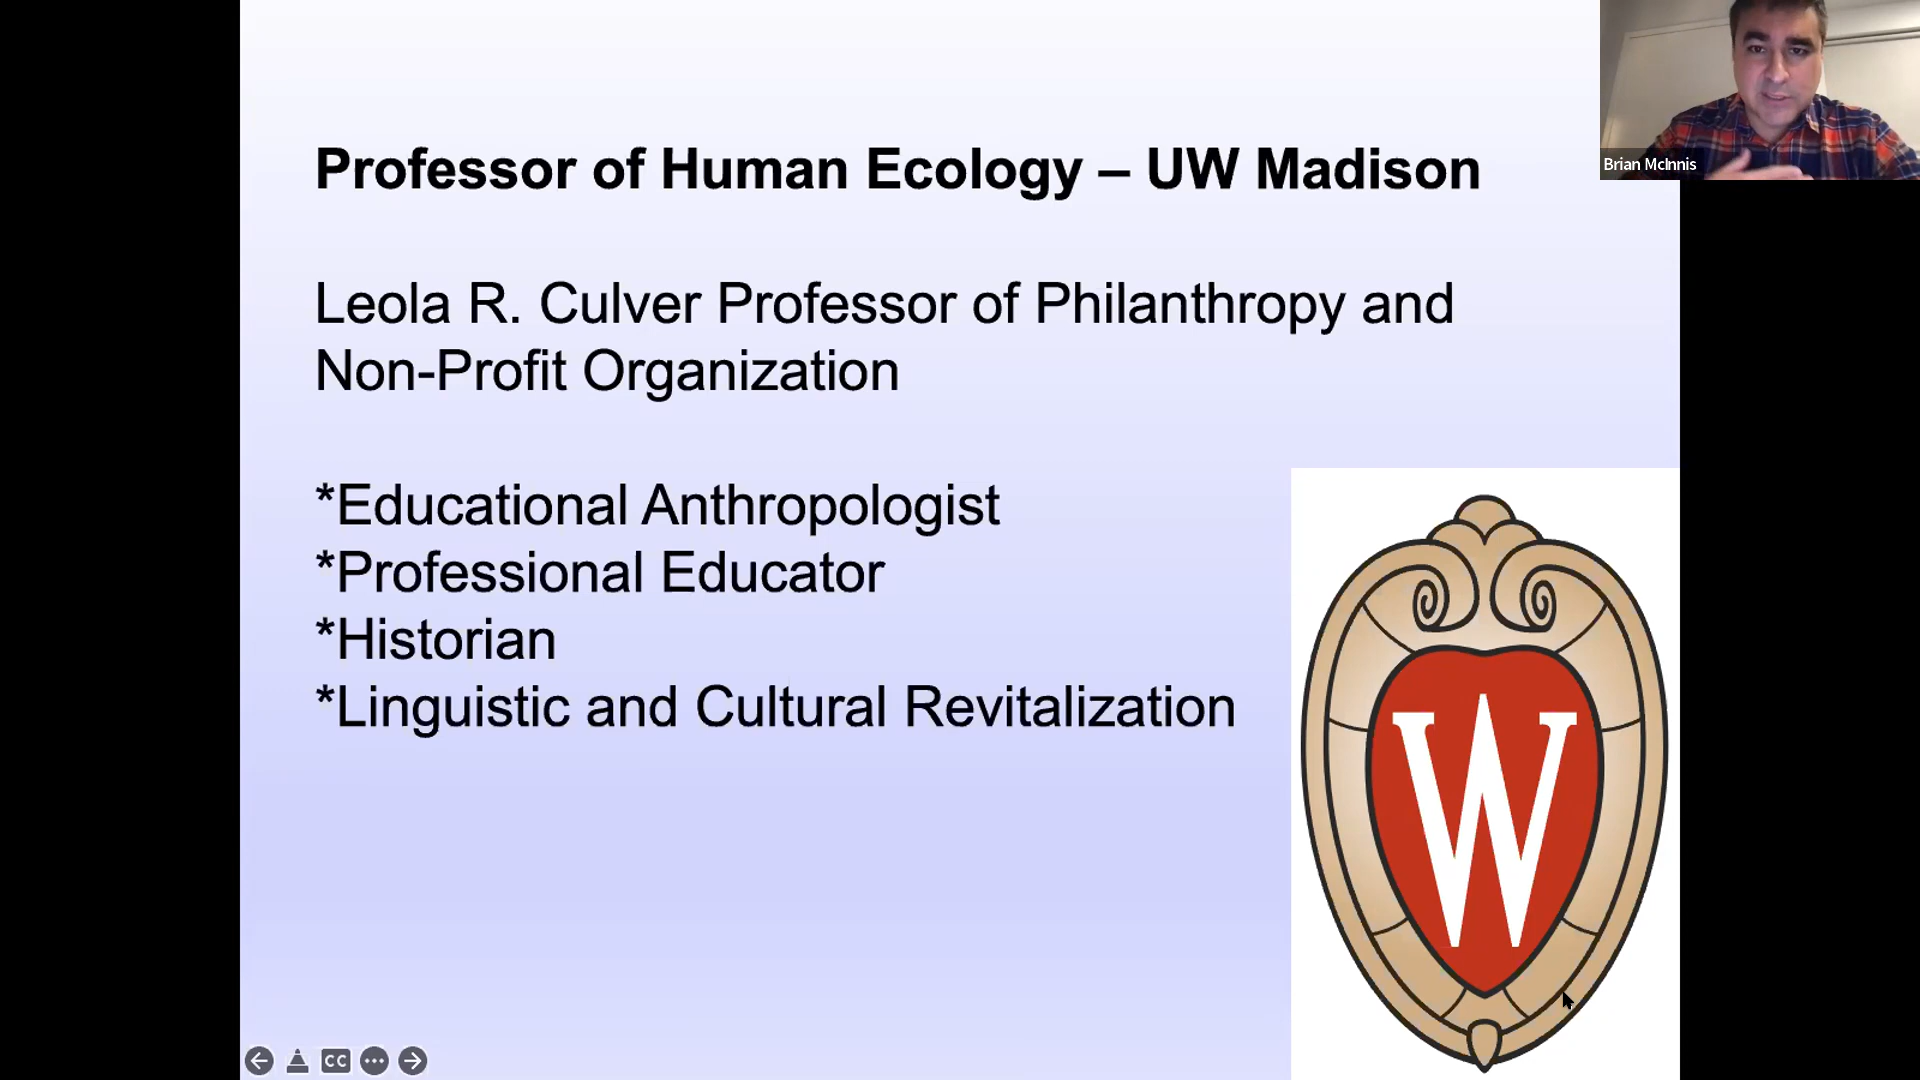 Professor of Human Ecology – UW Madison
Brian McInnis
Leola R. Culver Professor of Philanthropy and
Non-Profit Organization
*Educational Anthropologist
*Professional Educator
*Historian
*Linguistic and Cultural Revitalization
W
CC